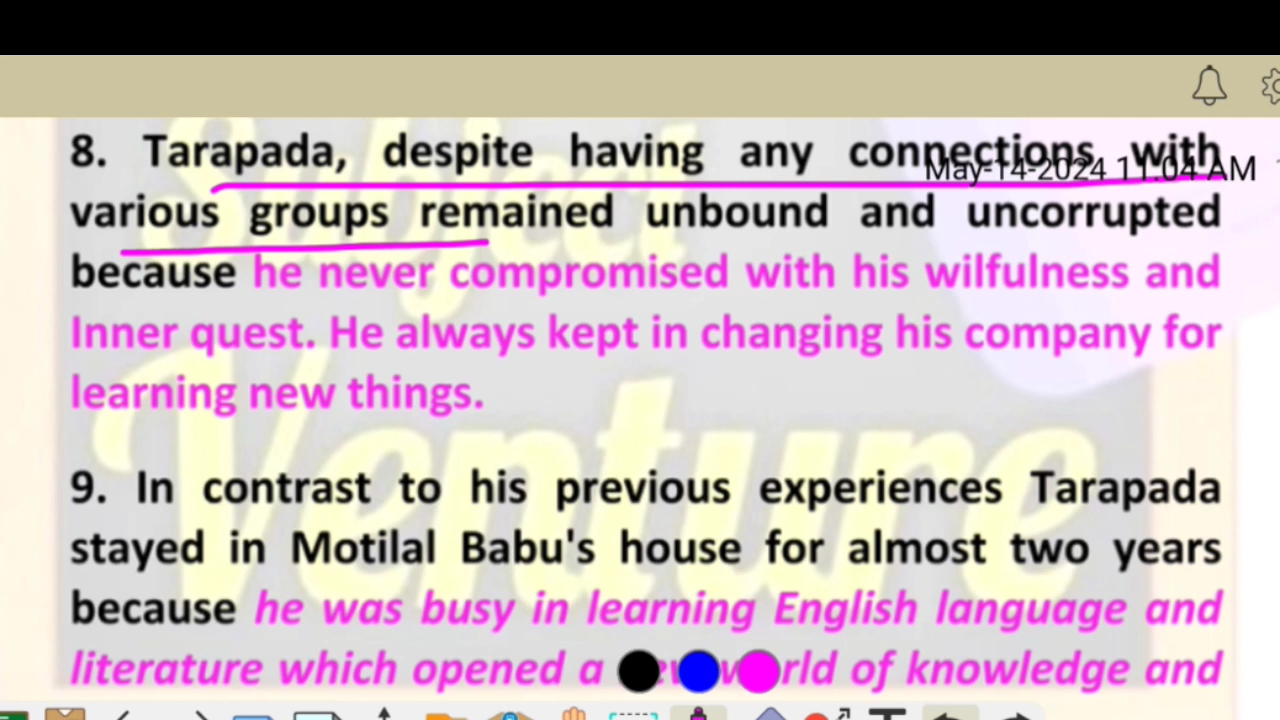 8. Tarapada, despite having any connections with
May-14-2024 11:04 AM
various groups remained unbound and uncorrupted
because he never compromised with his wilfulness and
Inner quest. He always kept in changing his company for
learning new things.
9. In contrast to his previous experiences Tarapada
stayed in Motilal Babu's house for almost two years
because he was busy in learning English language and
literature which opened a of knowledge and
Subject
Venture